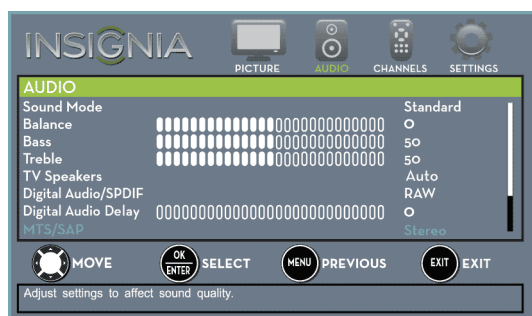 INSIGNIA
PICTURE AUDIO CHANNELS SETTINGS
AUDIO
Sound Mode Standard
Balance 0
Bass 50
Treble 50
TV Speakers Auto
Digital Audio/SPDIF RAW
Digital Audio Delay 0
MTS/SAP Stereo
MOVE OK ENTER SELECT MENU PREVIOUS EXIT EXIT
Adjust settings to affect sound quality.